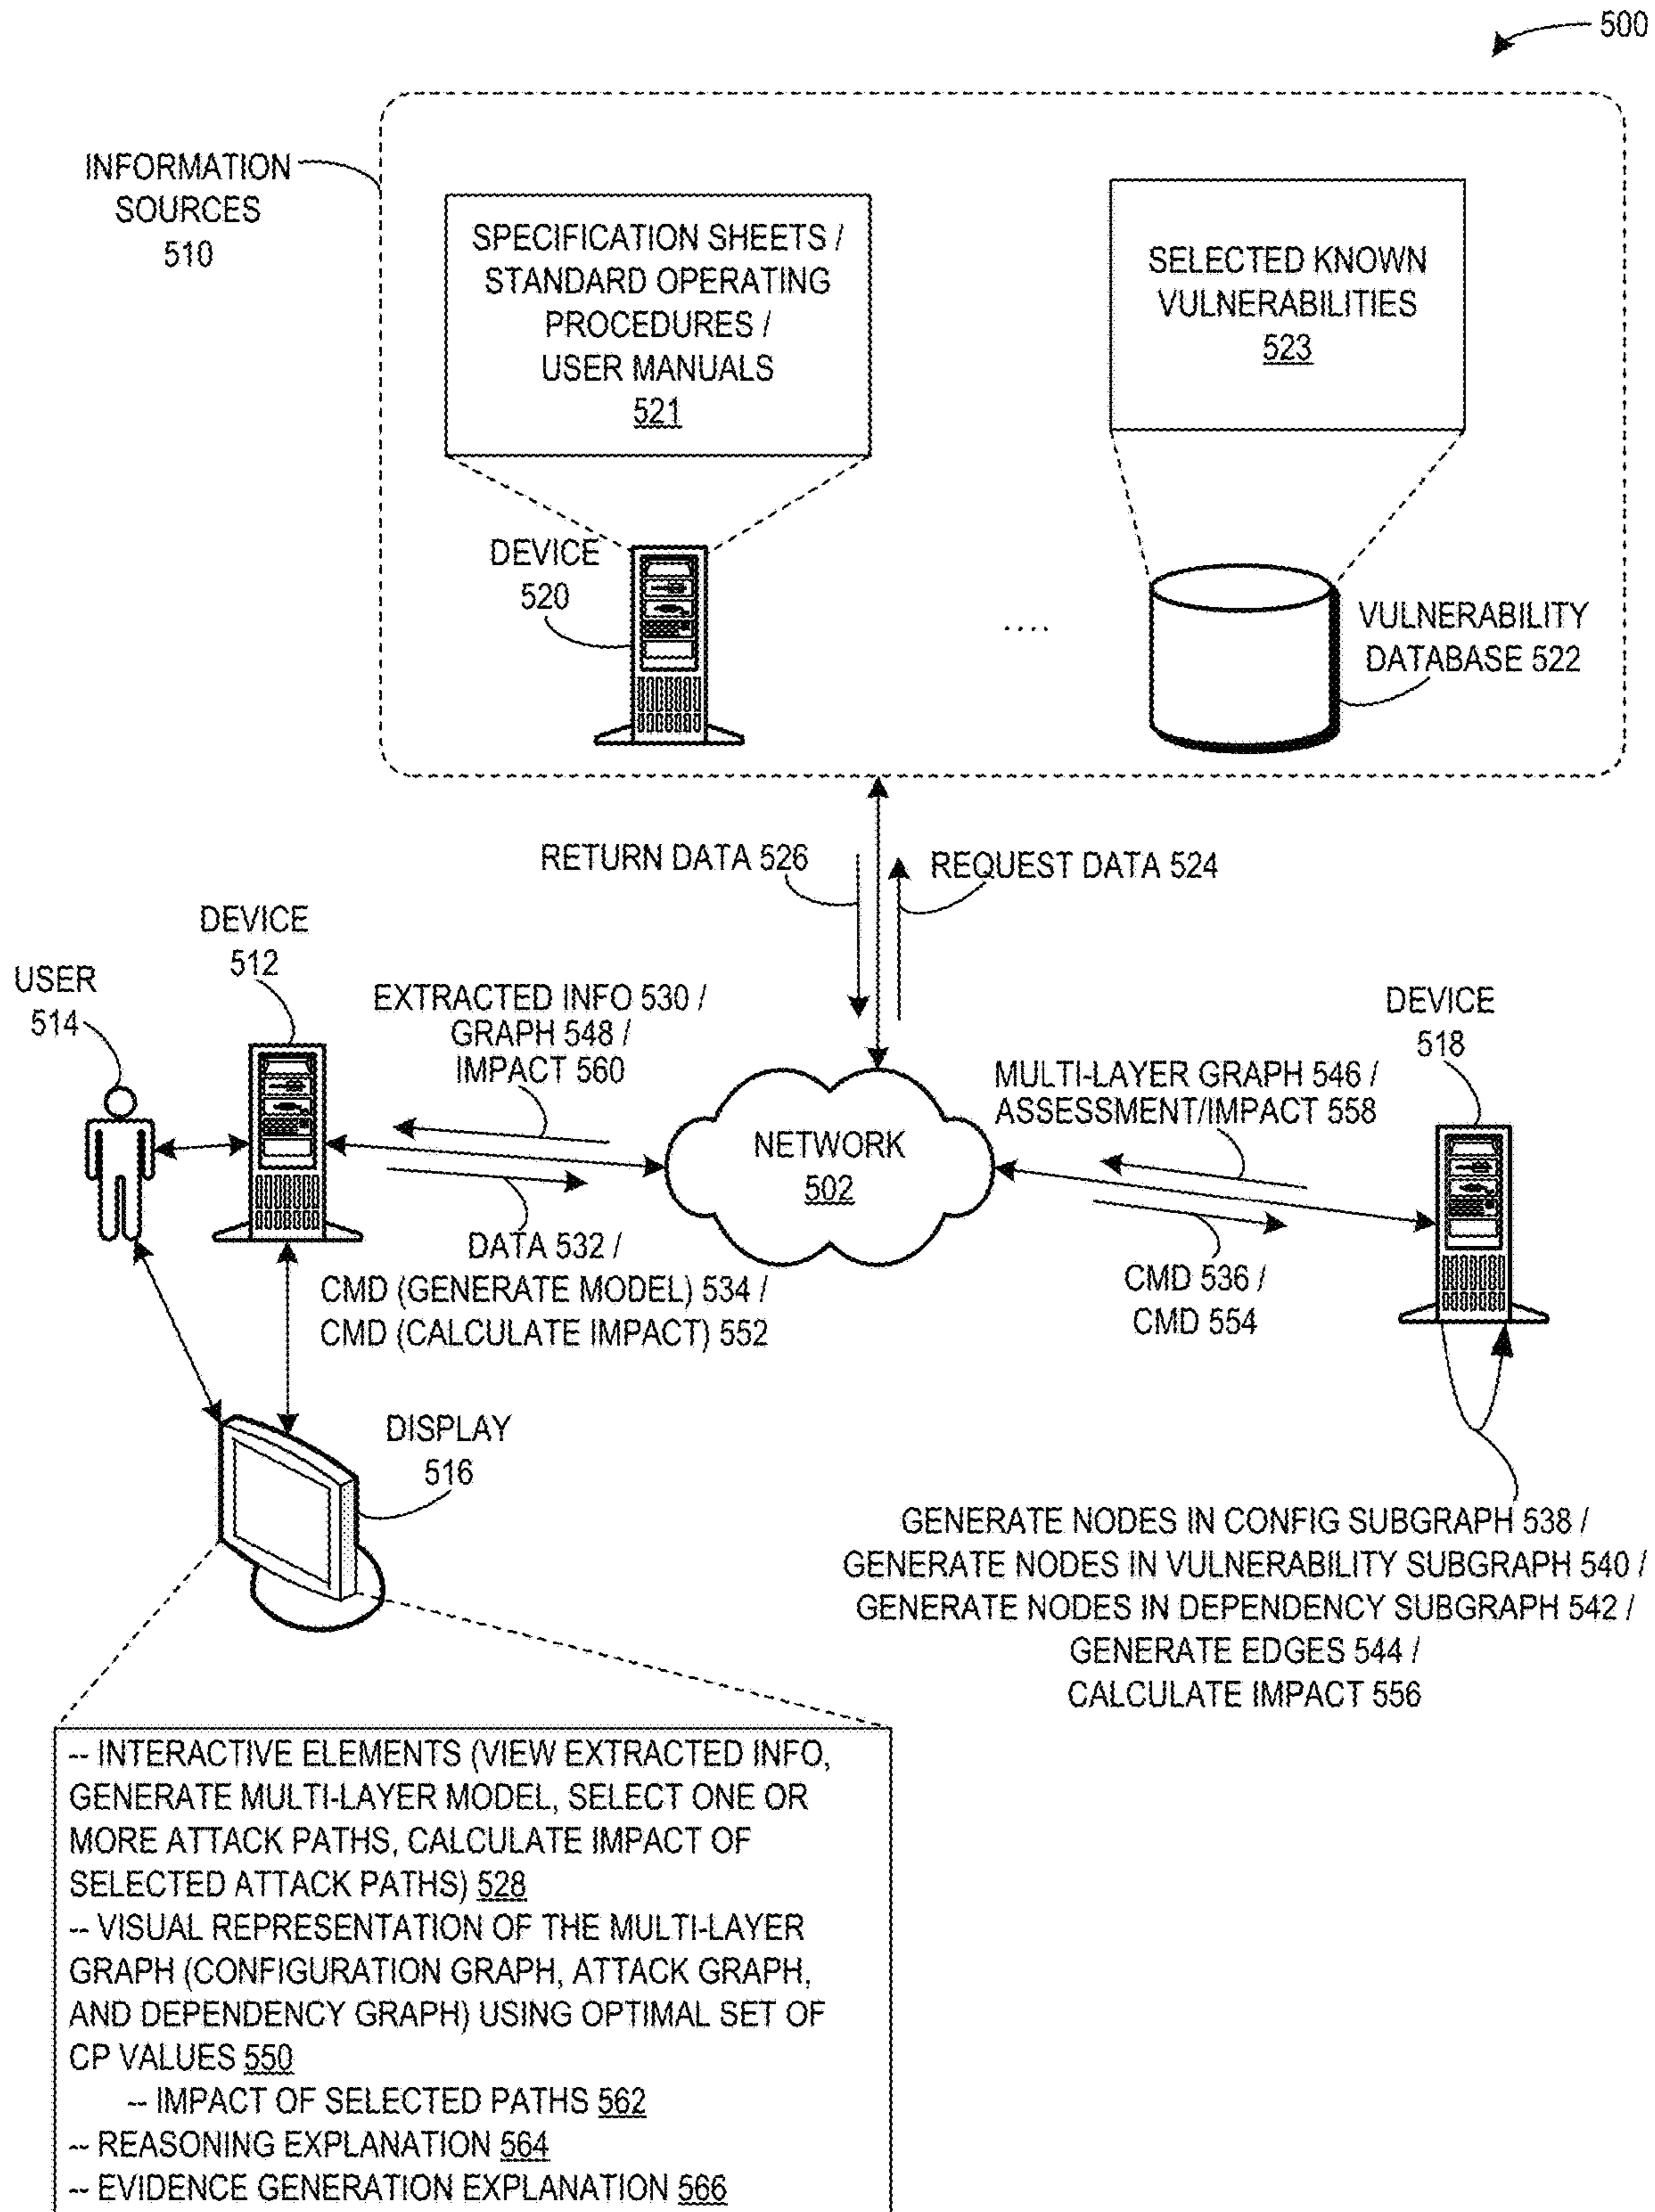 500
INFORMATION
SOURCES
510
SPECIFICATION SHEETS /
STANDARD OPERATING
PROCEDURES /
USER MANUALS
521
SELECTED KNOWN
VULNERABILITIES
523
DEVICE
520
....
VULNERABILITY
DATABASE 522
RETURN DATA 526
REQUEST DATA 524
DEVICE
512
USER
514
EXTRACTED INFO 530 /
GRAPH 548 /
IMPACT 560
DEVICE
518
MULTI-LAYER GRAPH 546 /
ASSESSMENT/IMPACT 558
NETWORK
502
DATA 532 /
CMD (GENERATE MODEL) 534 /
CMD (CALCULATE IMPACT) 552
CMD 536 /
CMD 554
DISPLAY
516
GENERATE NODES IN CONFIG SUBGRAPH 538 /
GENERATE NODES IN VULNERABILITY SUBGRAPH 540 /
GENERATE NODES IN DEPENDENCY SUBGRAPH 542 /
GENERATE EDGES 544 /
CALCULATE IMPACT 556
-- INTERACTIVE ELEMENTS (VIEW EXTRACTED INFO,
GENERATE MULTI-LAYER MODEL, SELECT ONE OR
MORE ATTACK PATHS, CALCULATE IMPACT OF
SELECTED ATTACK PATHS) 528
-- VISUAL REPRESENTATION OF THE MULTI-LAYER
GRAPH (CONFIGURATION GRAPH, ATTACK GRAPH,
AND DEPENDENCY GRAPH) USING OPTIMAL SET OF
CP VALUES 550
-- IMPACT OF SELECTED PATHS 562
-- REASONING EXPLANATION 564
-- EVIDENCE GENERATION EXPLANATION 566